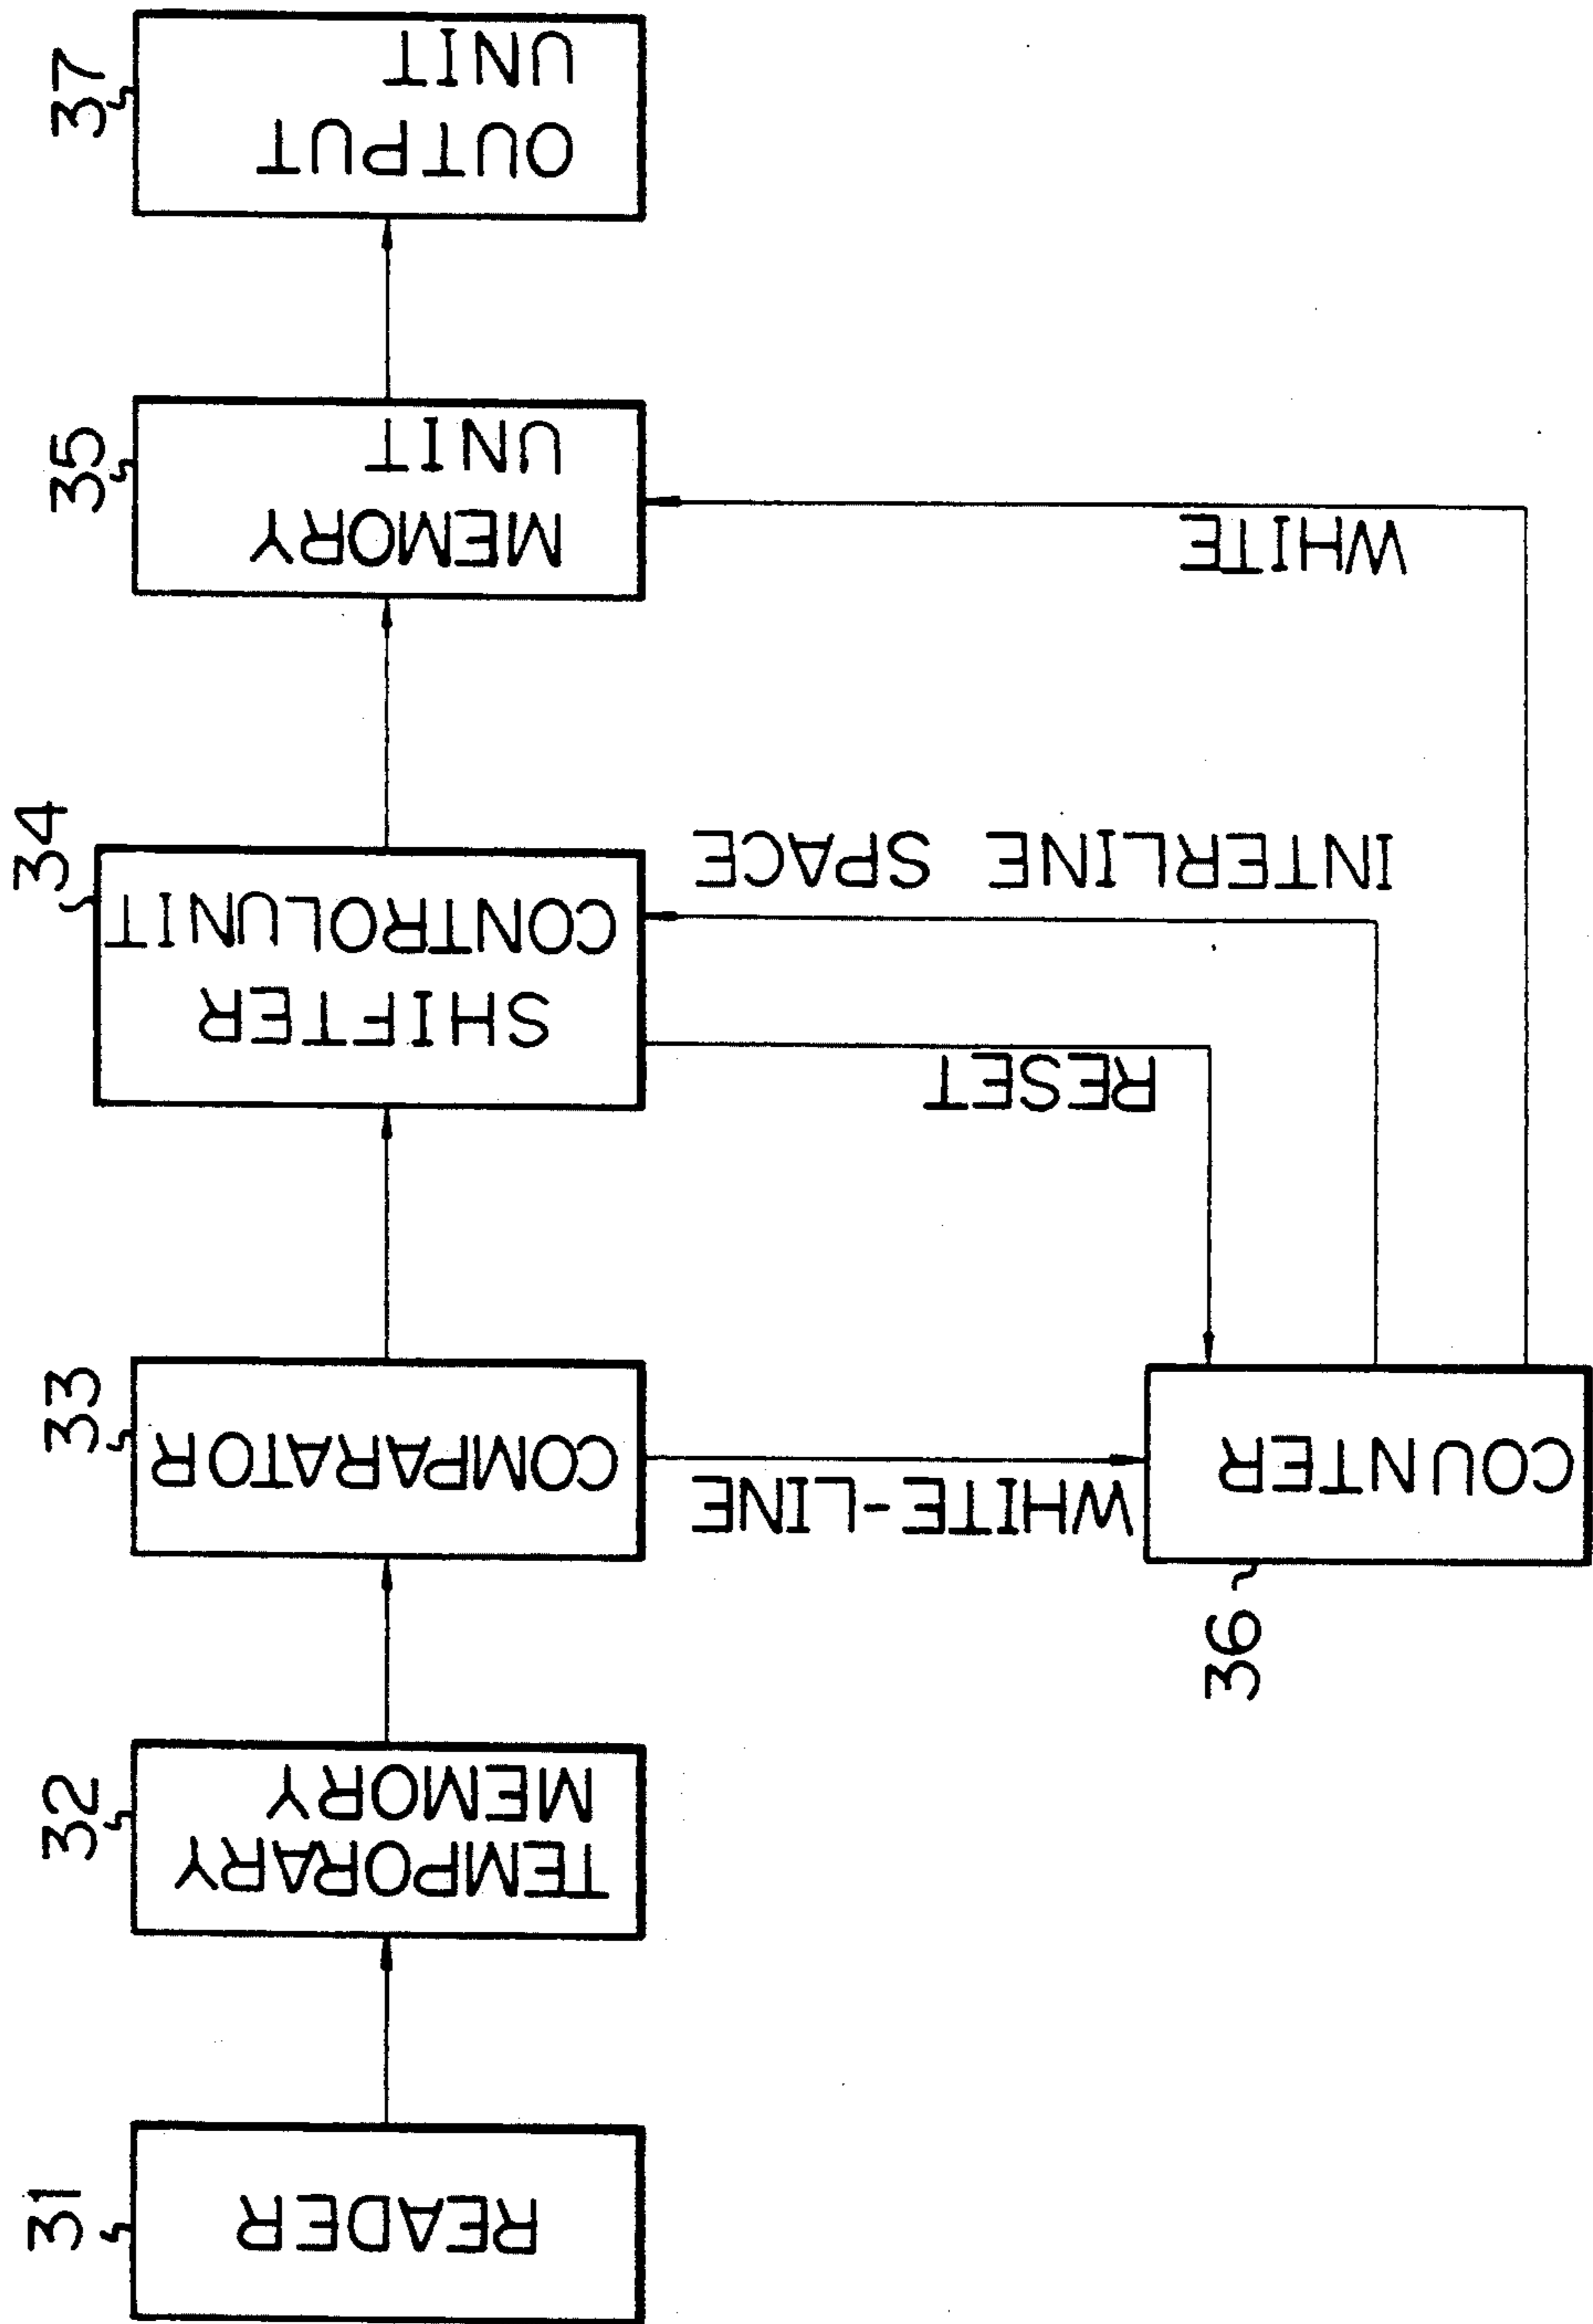 31
READER
32
TEMPORARY
MEMORY
33
COMPARATOR
WHITE-LINE
36
COUNTER
34
SHIFTER
CONTROLUNIT
RESET
INTERLINE SPACE
35
MEMORY
UNIT
WHITE
37
OUTPUT
UNIT